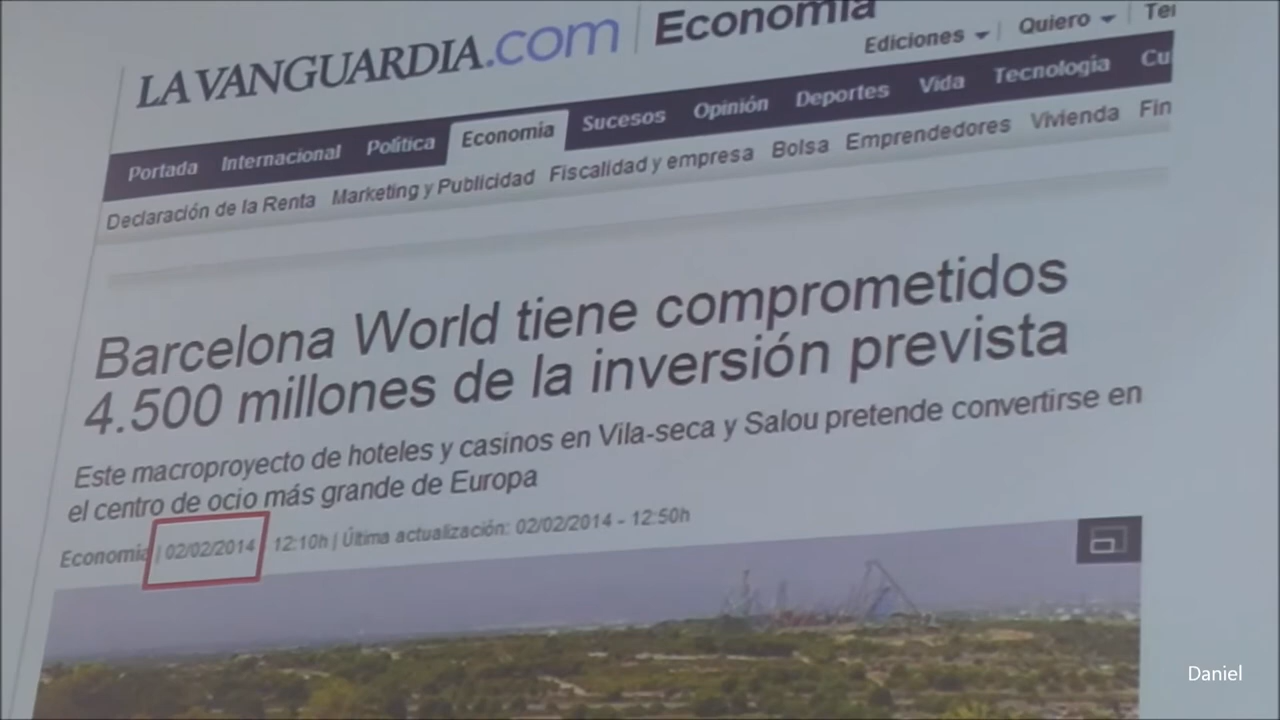 LAVANGUARDIA.com | Economía
Ediciones Quiero
Portada Internacional Política Economía Sucesos Opinión Deportes Vida Tecnología
Declaración de la Renta Marketing y Publicidad Fiscalidad y empresa Bolsa Emprendedores Vivienda
Barcelona World tiene comprometidos
4.500 millones de la inversión prevista
Este macroproyecto de hoteles y casinos en Vila-seca y Salou pretende convertirse en
el centro de ocio más grande de Europa
Economía | 02/02/2014 - 12:10h | Última actualización: 02/02/2014 - 12:50h
Daniel